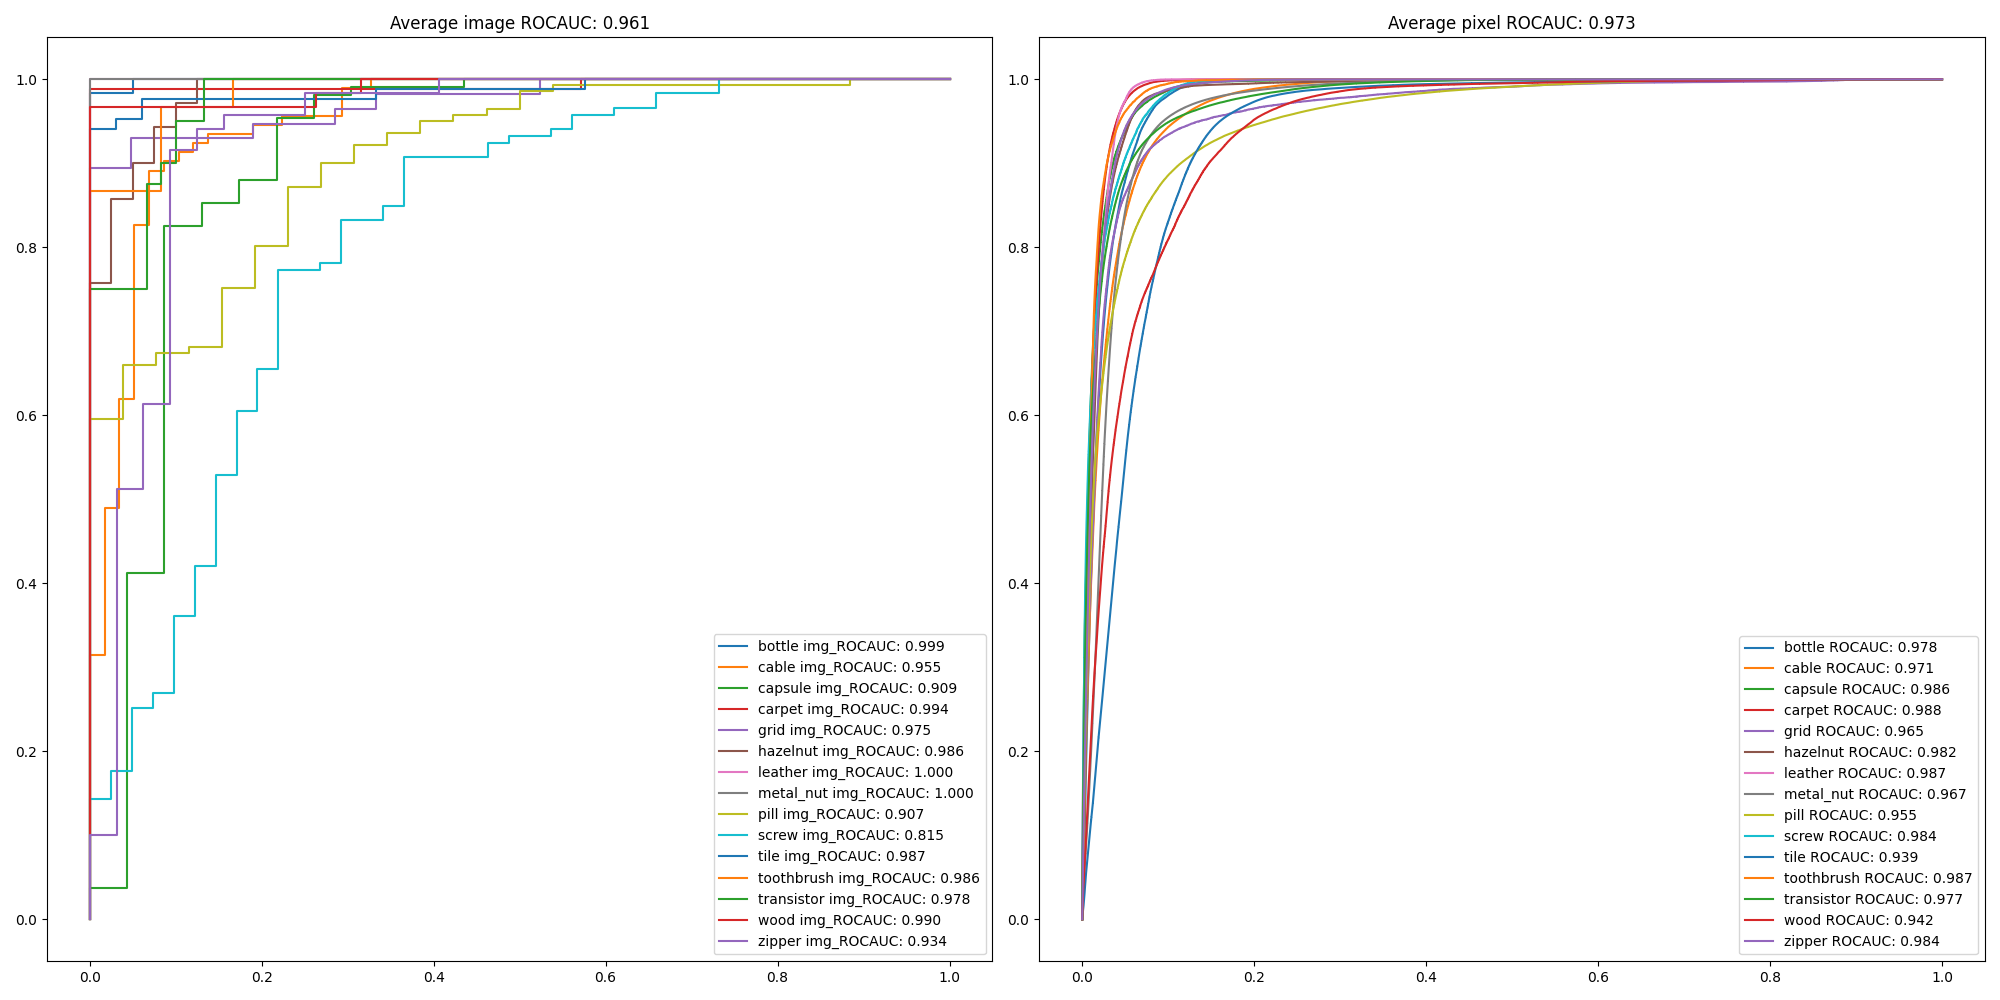 Average image ROCAUC: 0.961
1.0
0.8
0.6
0.4
0.2
0.0
0.0 0.2 0.4 0.6 0.8 1.0
bottle img_ROCAUC: 0.999
cable img_ROCAUC: 0.955
capsule img_ROCAUC: 0.909
carpet img_ROCAUC: 0.994
grid img_ROCAUC: 0.975
hazelnut img_ROCAUC: 0.986
leather img_ROCAUC: 1.000
metal_nut img_ROCAUC: 1.000
pill img_ROCAUC: 0.907
screw img_ROCAUC: 0.815
tile img_ROCAUC: 0.987
toothbrush img_ROCAUC: 0.986
transistor img_ROCAUC: 0.978
wood img_ROCAUC: 0.990
zipper img_ROCAUC: 0.934
Average pixel ROCAUC: 0.973
1.0
0.8
0.6
0.4
0.2
0.0
0.0 0.2 0.4 0.6 0.8 1.0
bottle ROCAUC: 0.978
cable ROCAUC: 0.971
capsule ROCAUC: 0.986
carpet ROCAUC: 0.988
grid ROCAUC: 0.965
hazelnut ROCAUC: 0.982
leather ROCAUC: 0.987
metal_nut ROCAUC: 0.967
pill ROCAUC: 0.955
screw ROCAUC: 0.984
tile ROCAUC: 0.939
toothbrush ROCAUC: 0.987
transistor ROCAUC: 0.977
wood ROCAUC: 0.942
zipper ROCAUC: 0.984